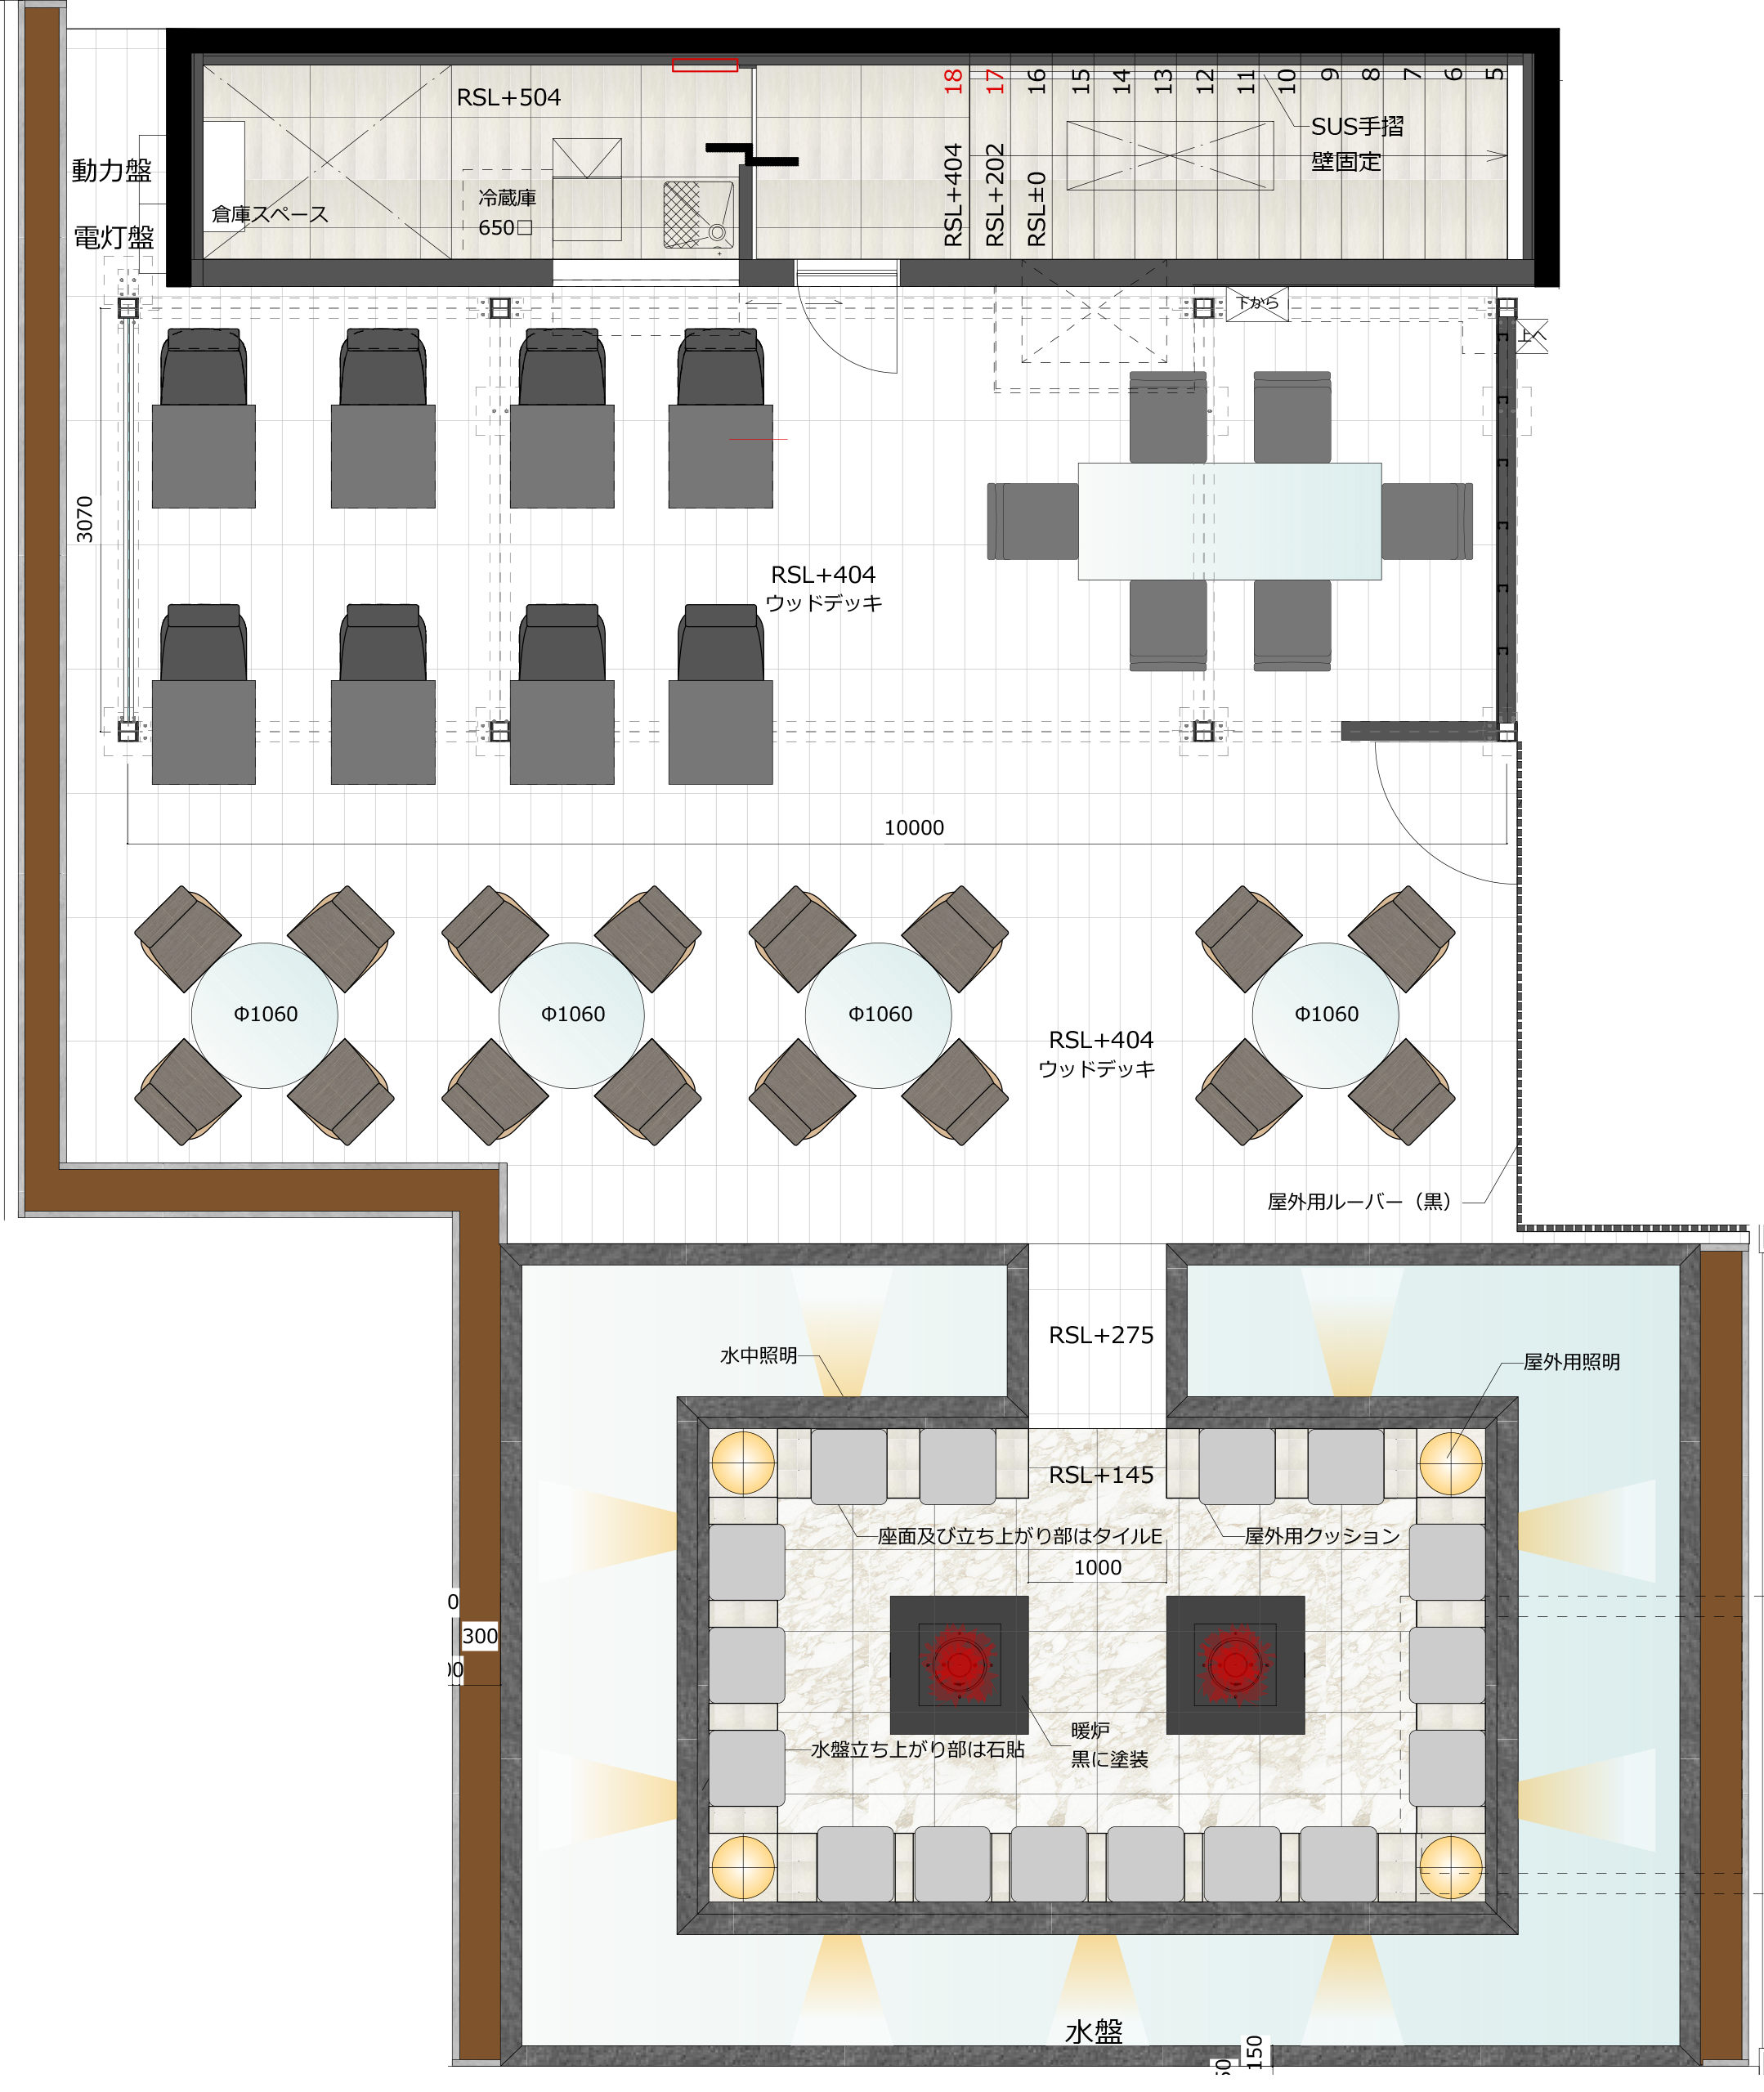 RSL+504
18
17
16
15
14
13
12
11
10
9
8
7
6
5
SUS手摺
壁固定
動力盤
電灯盤
倉庫スペース
冷蔵庫
650□
RSL+404
RSL+202
RSL±0
下から
上へ
3070
RSL+404
ウッドデッキ
10000
Φ1060
Φ1060
Φ1060
Φ1060
RSL+404
ウッドデッキ
屋外用ルーバー（黒）
RSL+275
水中照明
屋外用照明
RSL+145
座面及び立ち上がり部はタイルE
屋外用クッション
1000
300
暖炉
黒に塗装
水盤立ち上がり部は石貼
水盤
150